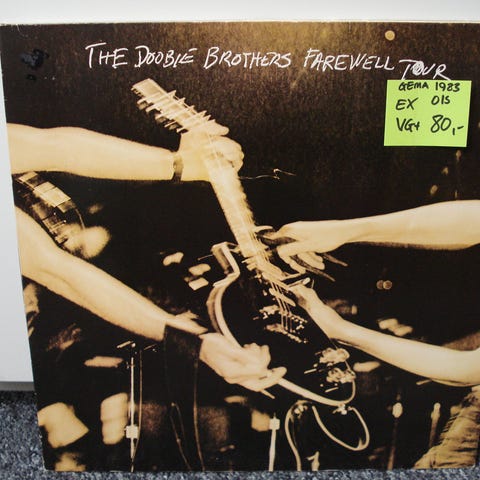 THE DOOBIE BROTHERS FAREWELL TOUR
GEMA 1983
EX OIS
VG+ 80,-